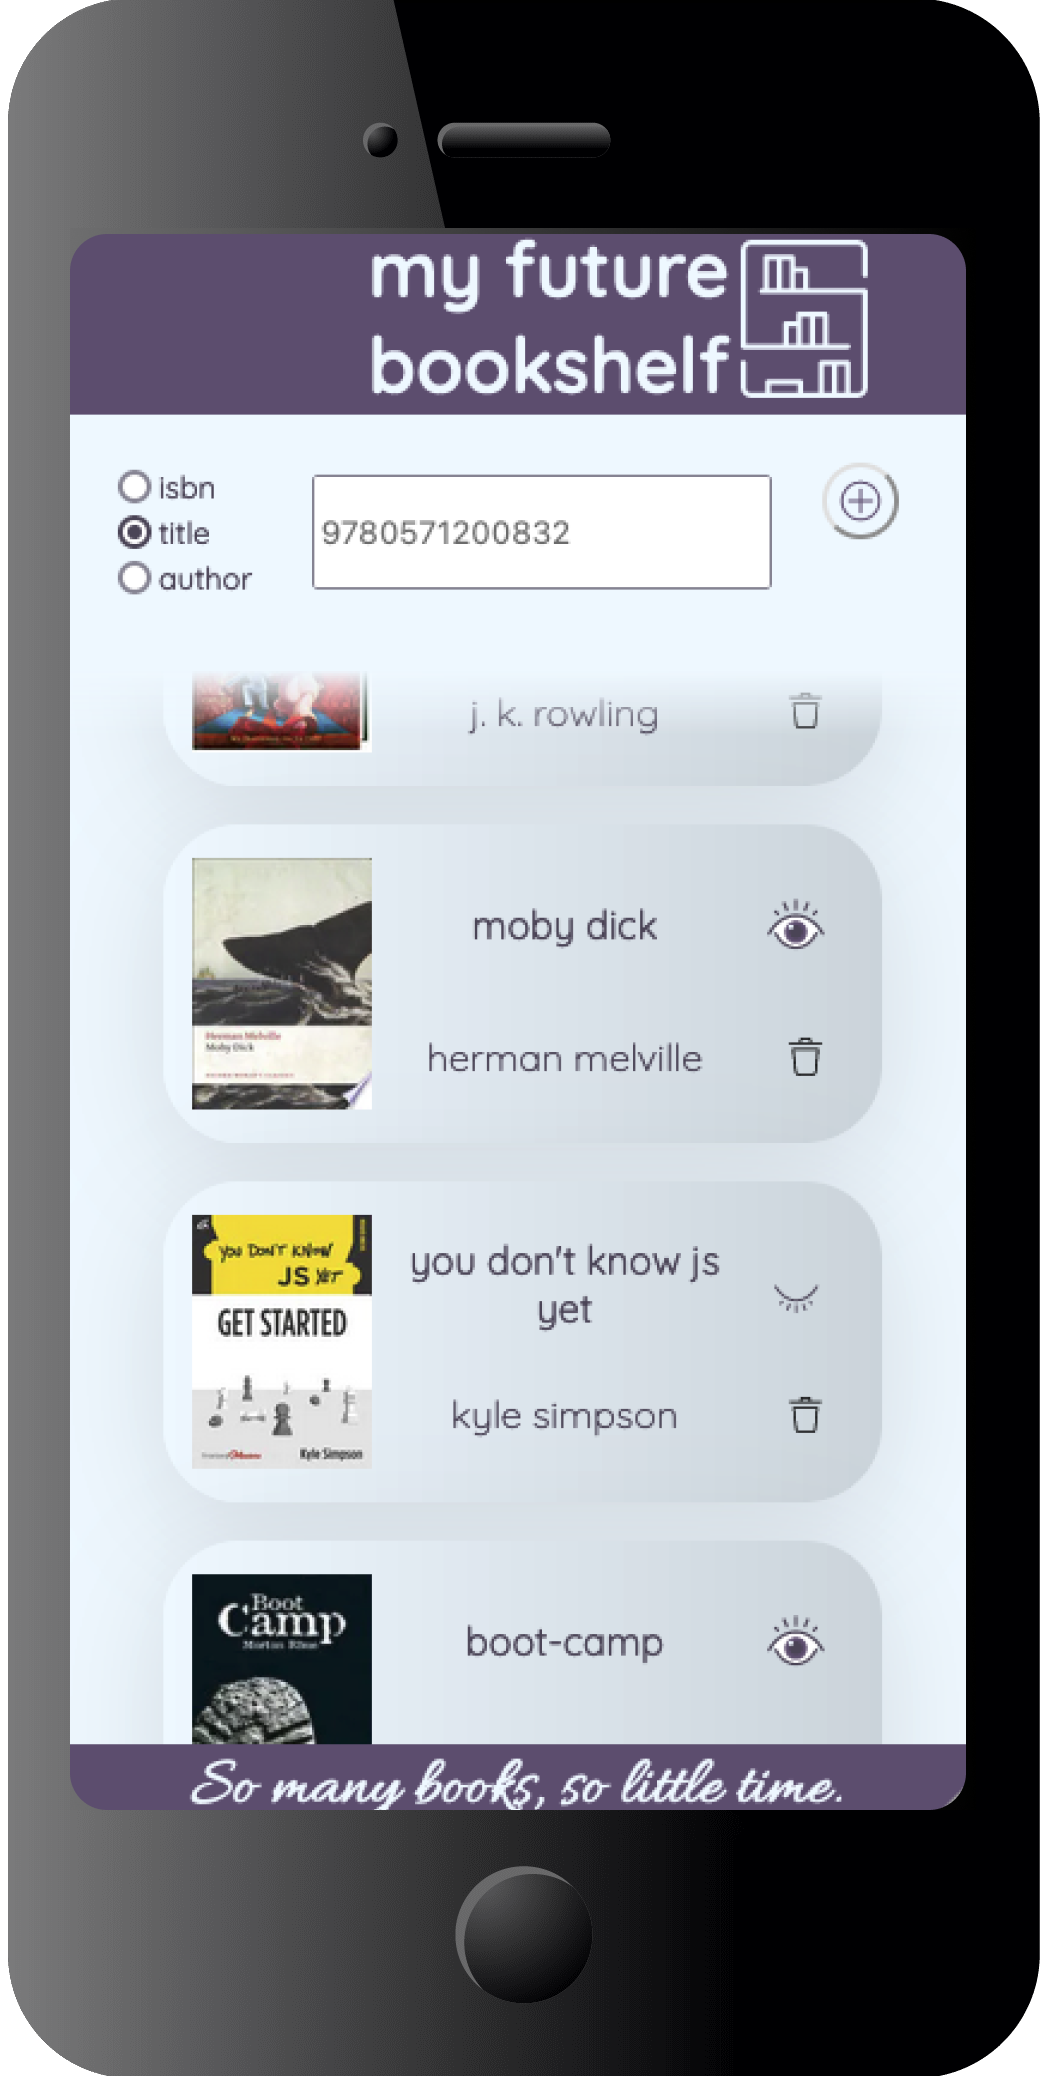 my future
bookshelf
isbn
title
author
9780571200832
j. k. rowling
Herman Melville
Moby Dick
moby dick
herman melville
YOU DON'T KNOW
JS YET
GET STARTED
Kyle Simpson
you don't know js
yet
kyle simpson
Boot
Camp
Morton Rhue
boot-camp
So many books, so little time.